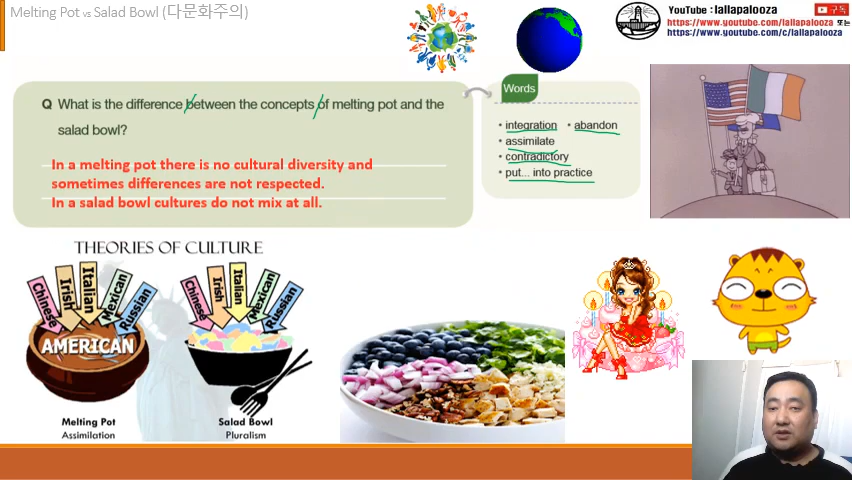 Melting Pot vs Salad Bowl (다문화주의)
YouTube : lallapalooza
구독
https://www.youtube.com/lallapalooza 또는
https://www.youtube.com/c/lallapalooza
Q What is the difference between the concepts of melting pot and the
salad bowl?
In a melting pot there is no cultural diversity and
sometimes differences are not respected.
In a salad bowl cultures do not mix at all.
Words
• integration • abandon
• assimilate
• contradictory
• put... into practice
THEORIES OF CULTURE
Chinese
Irish
Italian
Mexican
Russian
AMERICAN
Melting Pot
Assimilation
Chinese
Irish
Italian
Mexican
Russian
Salad Bowl
Pluralism